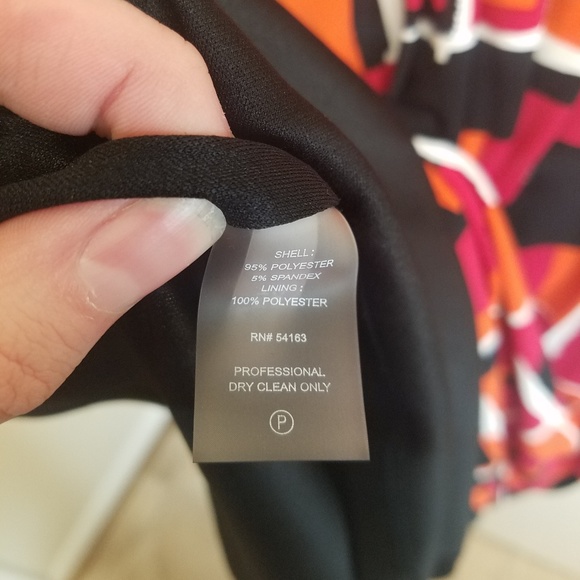 SHELL:
95% POLYESTER
5% SPANDEX
LINING:
100% POLYESTER
RN# 54163
PROFESSIONAL
DRY CLEAN ONLY
P